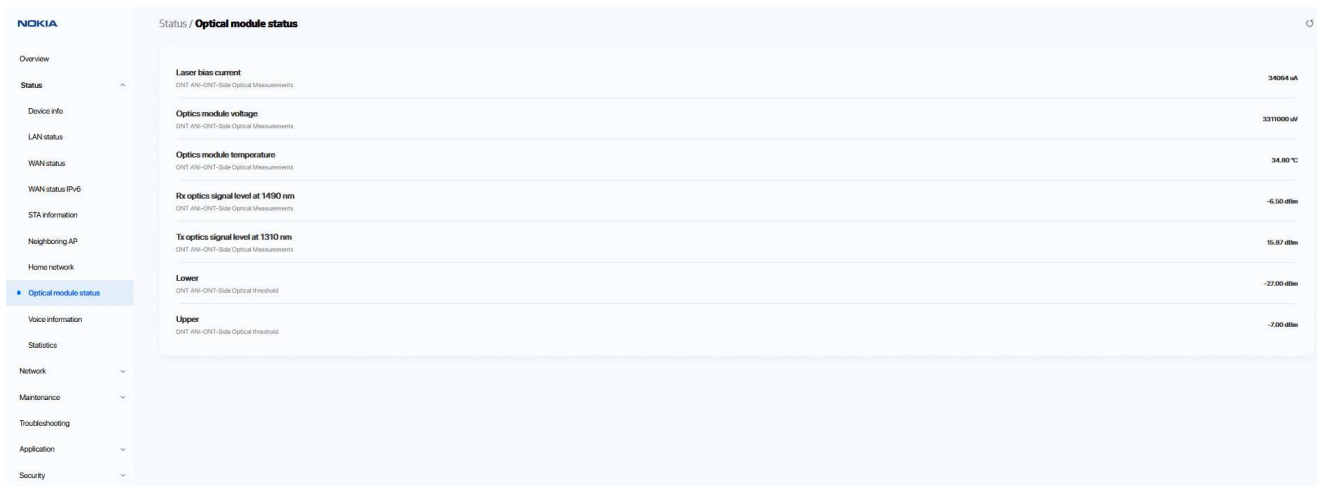 NOKIA
Status / Optical module status
Overview
Status
Device info
LAN status
WAN status
WAN status IPv6
STA information
Neighboring AP
Home network
Optical module status
Voice information
Statistics
Network
Maintenance
Troubleshooting
Application
Security
Laser bias current
34064 uA
ONT ANI-ONT-Side Optical Measurements
Optics module voltage
3311000 uV
ONT ANI-ONT-Side Optical Measurements
Optics module temperature
34.80 °C
ONT ANI-ONT-Side Optical Measurements
Rx optics signal level at 1490 nm
-6.50 dBm
ONT ANI-ONT-Side Optical Measurements
Tx optics signal level at 1310 nm
15.87 dBm
ONT ANI-ONT-Side Optical Measurements
Lower
-27.00 dBm
ONT ANI-ONT-Side Optical threshold
Upper
-7.00 dBm
ONT ANI-ONT-Side Optical threshold